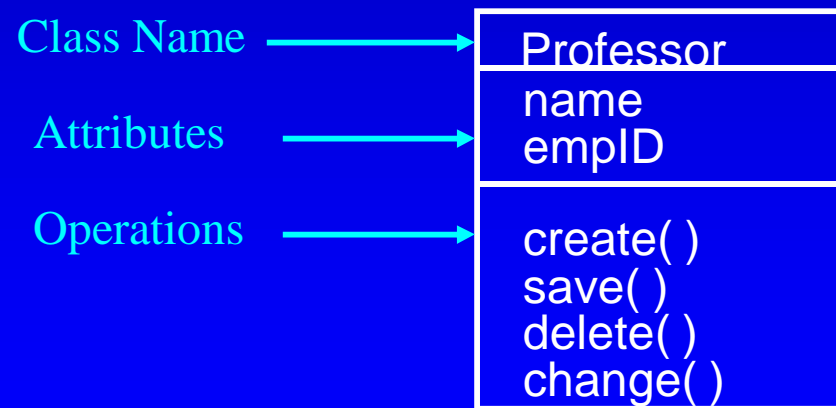 Class Name
Professor
Attributes
name
empID
Operations
create( )
save( )
delete( )
change( )